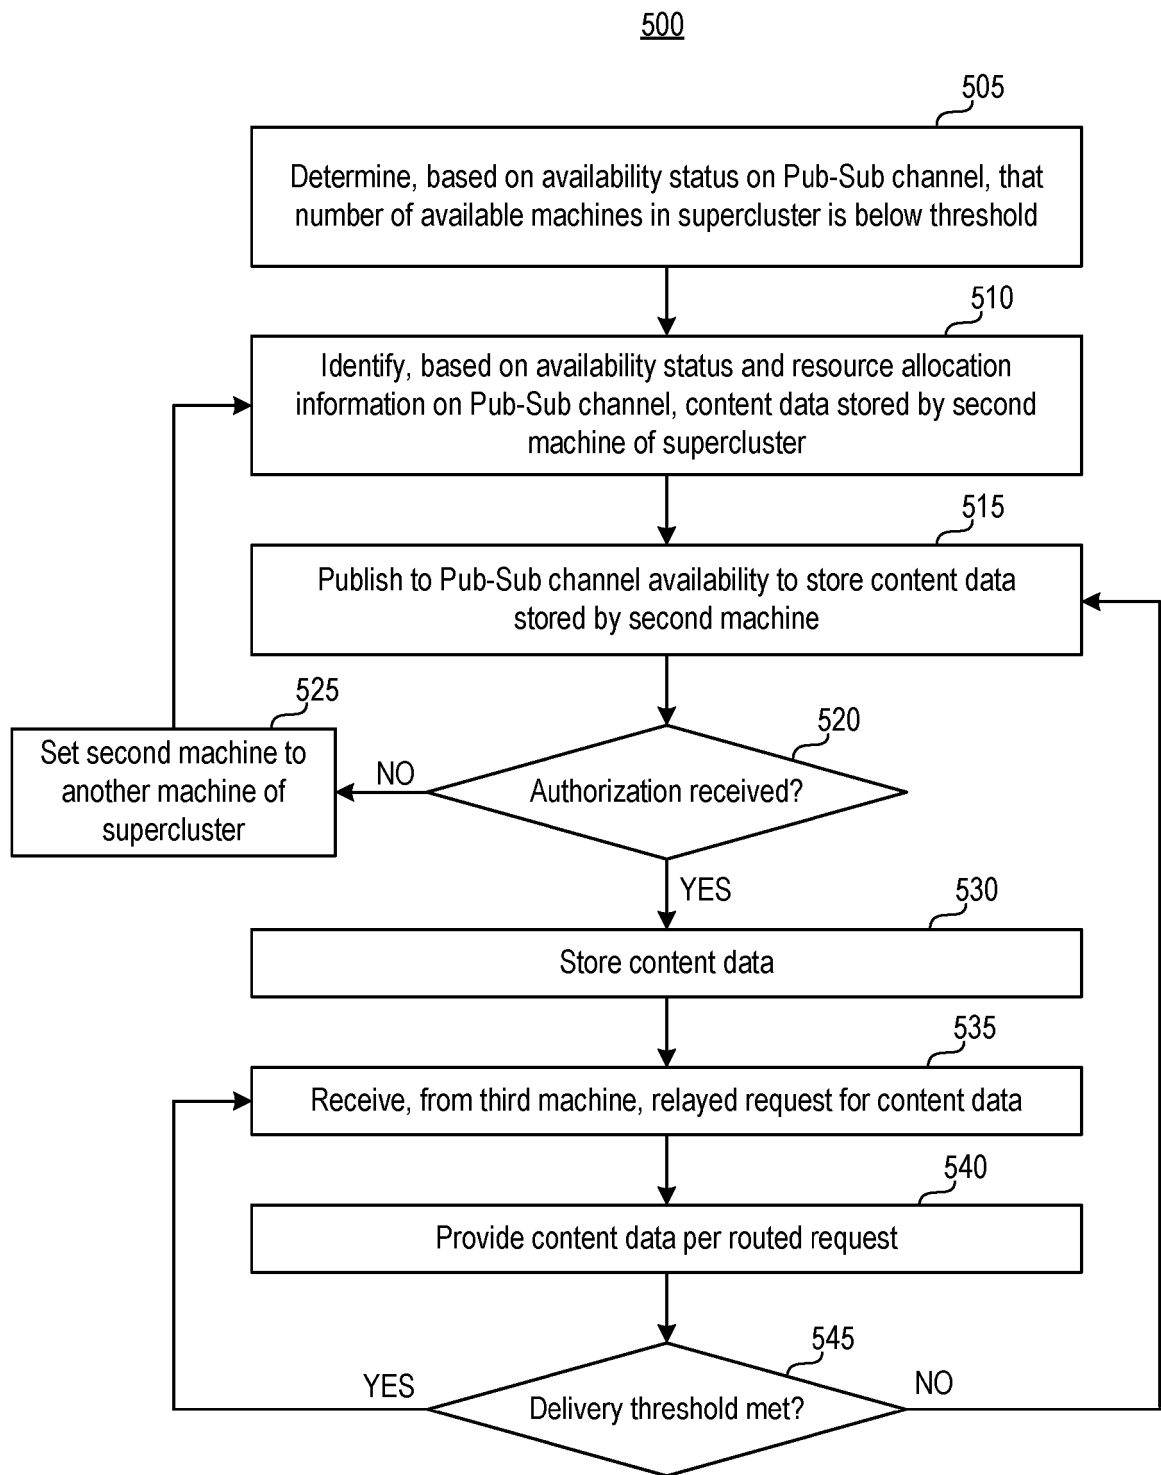 500
505
Determine, based on availability status on Pub-Sub channel, that
number of available machines in supercluster is below threshold
510
Identify, based on availability status and resource allocation
information on Pub-Sub channel, content data stored by second
machine of supercluster
515
Publish to Pub-Sub channel availability to store content data
stored by second machine
525
Set second machine to
another machine of
supercluster
NO
520
Authorization received?
YES
530
Store content data
535
Receive, from third machine, relayed request for content data
540
Provide content data per routed request
545
YES
Delivery threshold met?
NO